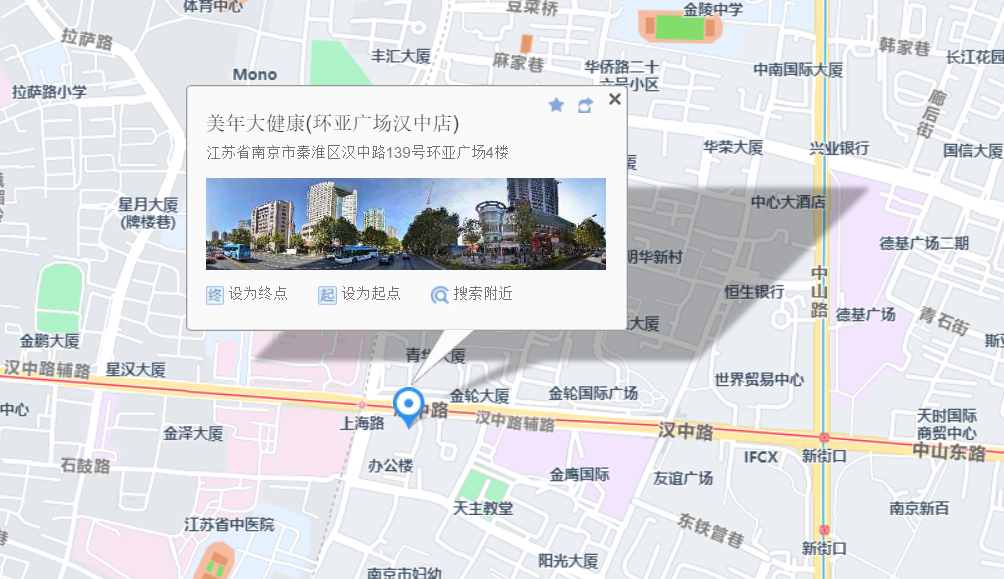 体育中心
豆菜桥
金陵中学
拉萨路
丰汇大厦
麻家巷
韩家巷
长江花园
Mono
华侨路二十
六号小区
中南国际大厦
拉萨路小学
廊后街
美年大健康(环亚广场汉中店)
江苏省南京市秦淮区汉中路139号环亚广场4楼
华荣大厦
兴业银行
国信大厦
星月大厦
(牌楼巷)
中心大酒店
德基广场二期
明华新村
中山路
恒生银行
设为终点
设为起点
搜索附近
终
起
德基广场
青石街
大厦
金鹏大厦
青华大厦
汉中路辅路
星汉大厦
世界贸易中心
金轮大厦
金轮国际广场
中心
中路
汉中路辅路
上海路
汉中路
天时国际
商贸中心
金泽大厦
新街口
中山东路
石鼓路
办公楼
金鹰国际
IFCX
友谊广场
天主教堂
南京新百
江苏省中医院
东铁管巷
新街口
阳光大厦
南京市妇幼